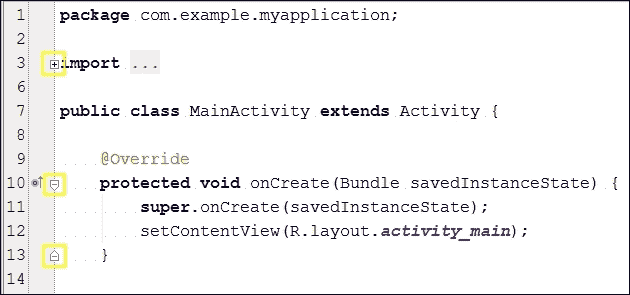 1 package com.example.myapplication;
2
3 import ...
6
7 public class MainActivity extends Activity {
8
9 @Override
10 protected void onCreate(Bundle savedInstanceState) {
11 super.onCreate(savedInstanceState);
12 setContentView(R.layout.activity_main);
13 }
14